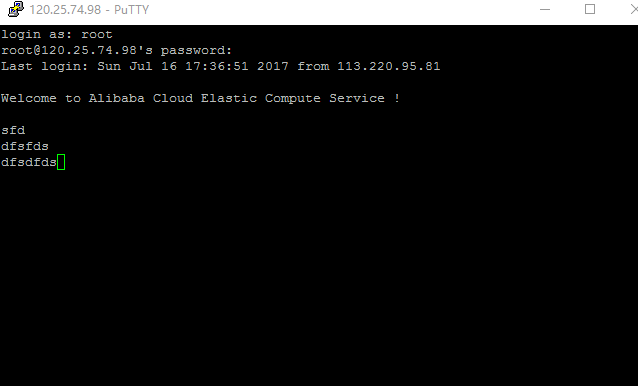 120.25.74.98 - PuTTY
login as: root
root@120.25.74.98's password:
Last login: Sun Jul 16 17:36:51 2017 from 113.220.95.81
Welcome to Alibaba Cloud Elastic Compute Service !
sfd
dfsfds
dfsdfds